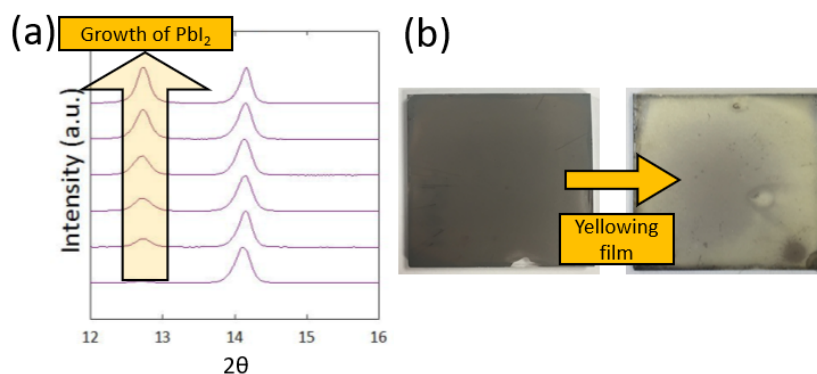 (a)
Growth of PbI₂
(b)
Intensity (a.u.)
12 13 14 15 16
2θ
Yellowing
film